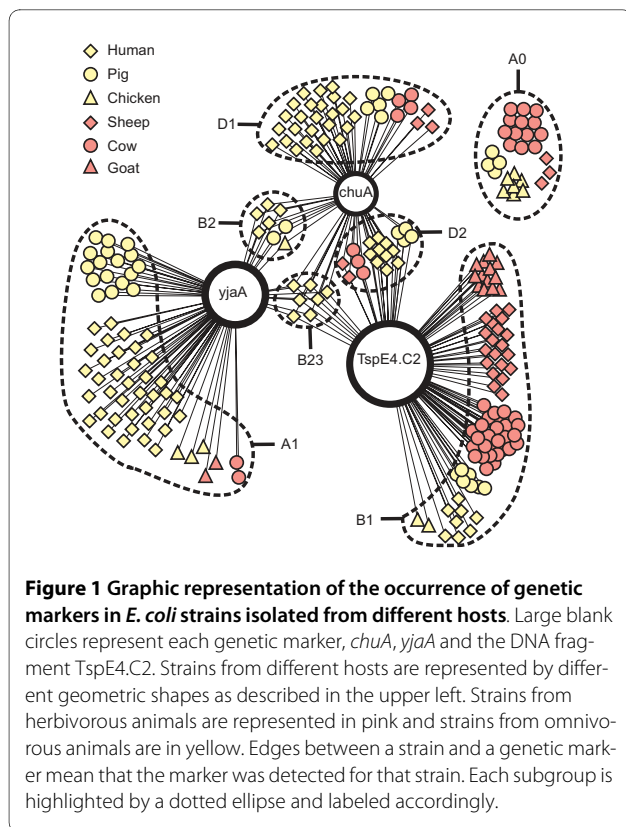 Human
Pig
Chicken
Sheep
Cow
Goat
A0
D1
chuA
B2
D2
yjaA
B23
TspE4.C2
A1
B1
Figure 1 Graphic representation of the occurrence of genetic
markers in E. coli strains isolated from different hosts. Large blank
circles represent each genetic marker, chuA, yjaA and the DNA frag-
ment TspE4.C2. Strains from different hosts are represented by differ-
ent geometric shapes as described in the upper left. Strains from
herbivorous animals are represented in pink and strains from omnivo-
rous animals are in yellow. Edges between a strain and a genetic mark-
er mean that the marker was detected for that strain. Each subgroup is
highlighted by a dotted ellipse and labeled accordingly.